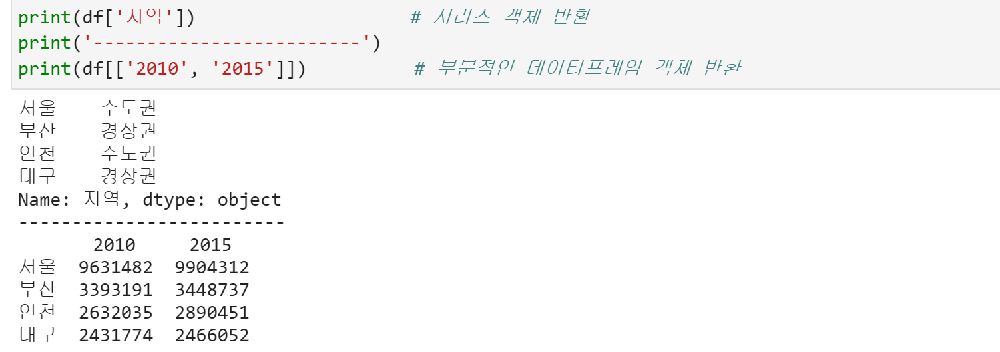 print(df['지역'])                    # 시리즈 객체 반환
print('-------------------------')
print(df[['2010', '2015']])          # 부분적인 데이터프레임 객체 반환
서울    수도권
부산    경상권
인천    수도권
대구    경상권
Name: 지역, dtype: object
-------------------------
       2010     2015
서울  9631482  9904312
부산  3393191  3448737
인천  2632035  2890451
대구  2431774  2466052